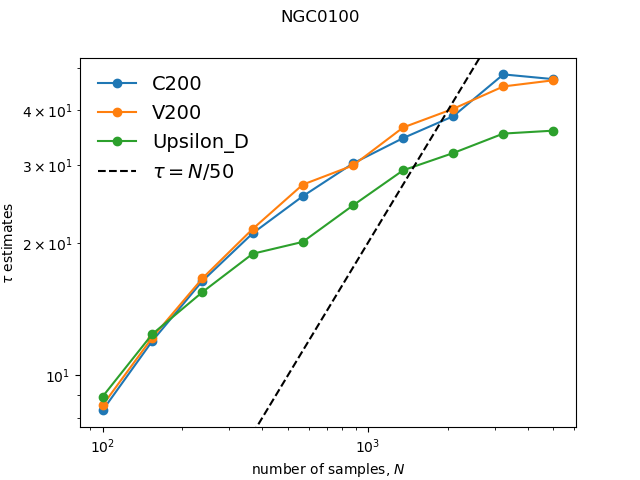 NGC0100
C200
V200
Upsilon_D
τ = N/50
4 × 10¹
3 × 10¹
2 × 10¹
10¹
τ estimates
10² 10³
number of samples, N